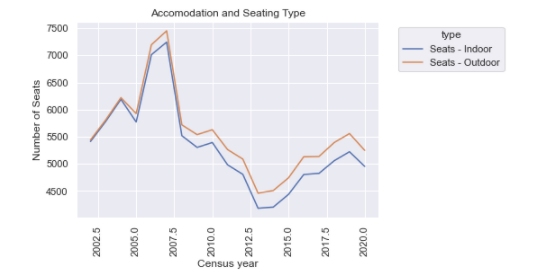 Accomodation and Seating Type
type
Seats - Indoor
Seats - Outdoor
Number of Seats
7500
7000
6500
6000
5500
5000
4500
2002.5
2005.0
2007.5
2010.0
2012.5
2015.0
2017.5
2020.0
Census year